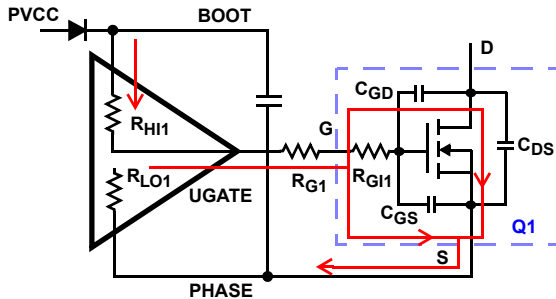 PVCC
BOOT
D
CGD
RHI1
G
CDS
RLO1
RG1
RGI1
UGATE
CGS
Q1
S
PHASE